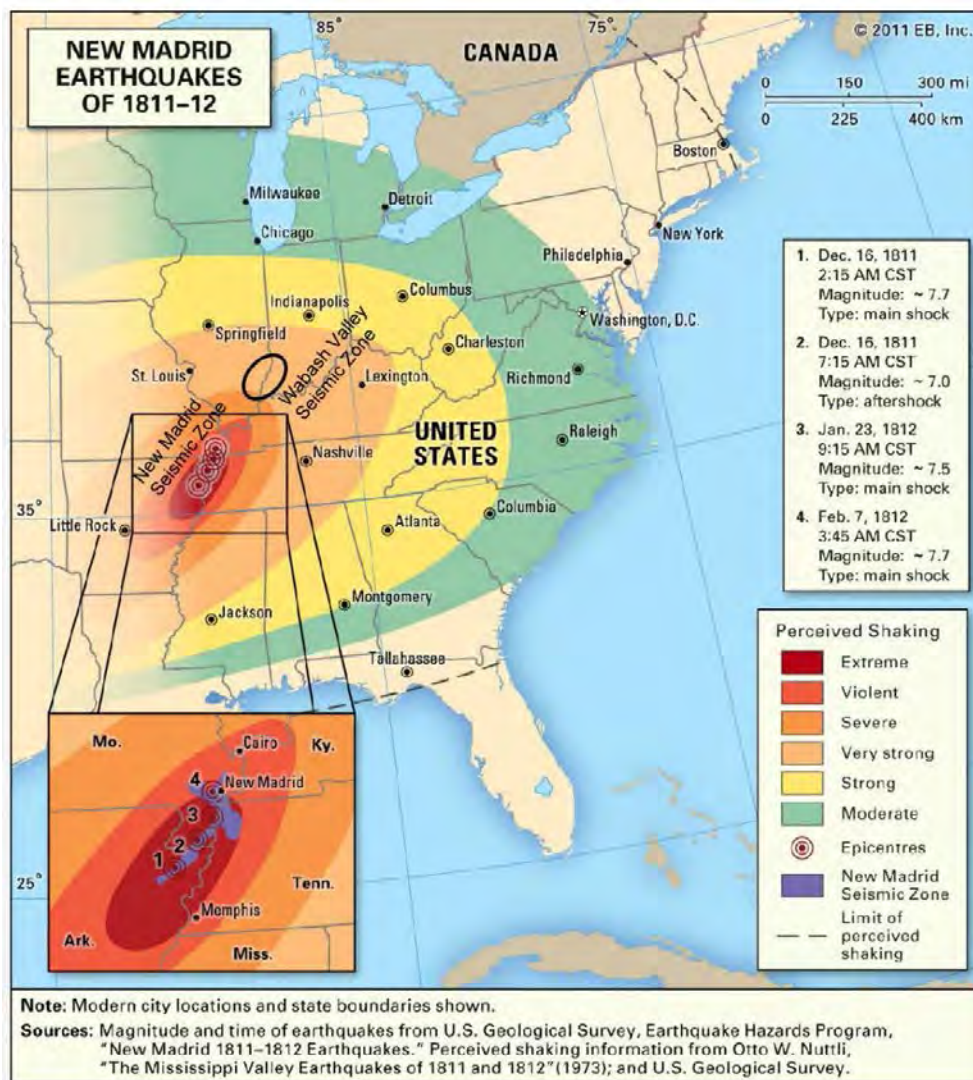 NEW MADRID
EARTHQUAKES
OF 1811–12
85°
75°
© 2011 EB, Inc.
CANADA
0 150 300 mi
0 225 400 km
Boston
Milwaukee
Detroit
Chicago
New York
Philadelphia
Columbus
Indianapolis
Washington, D.C.
Springfield
Charleston
Wabash Valley
Seismic Zone
St. Louis
Lexington
Richmond
New Madrid
Seismic Zone
UNITED
STATES
Raleigh
Nashville
35°
Little Rock
Atlanta
Columbia
Jackson
Montgomery
Tallahassee
1. Dec. 16, 1811
2:15 AM CST
Magnitude: ~ 7.7
Type: main shock
2. Dec. 16, 1811
7:15 AM CST
Magnitude: ~ 7.0
Type: aftershock
3. Jan. 23, 1812
9:15 AM CST
Magnitude: ~ 7.5
Type: main shock
4. Feb. 7, 1812
3:45 AM CST
Magnitude: ~ 7.7
Type: main shock
Perceived Shaking
Extreme
Violent
Severe
Very strong
Strong
Moderate
Epicentres
New Madrid
Seismic Zone
Limit of
perceived
shaking
Mo.
Cairo
Ky.
4
New Madrid
3
2
1
25°
Tenn.
Memphis
Ark.
Miss.
Note: Modern city locations and state boundaries shown.
Sources: Magnitude and time of earthquakes from U.S. Geological Survey, Earthquake Hazards Program,
"New Madrid 1811–1812 Earthquakes." Perceived shaking information from Otto W. Nuttli,
"The Mississippi Valley Earthquakes of 1811 and 1812"(1973); and U.S. Geological Survey.